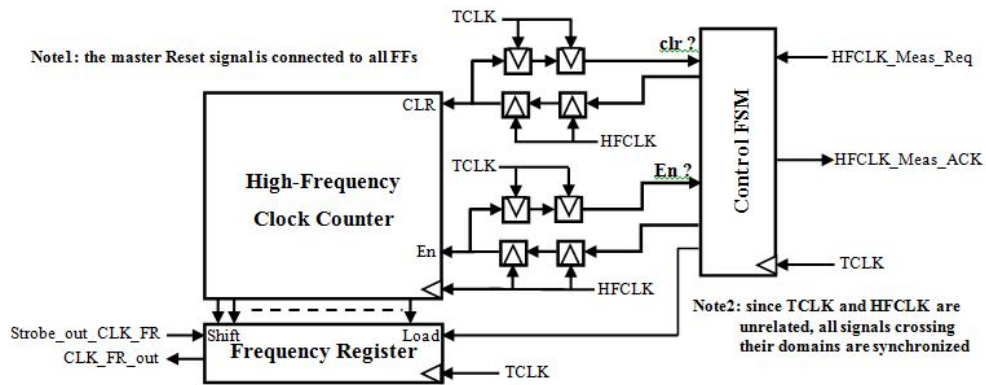 TCLK
Note1: the master Reset signal is connected to all FFs
clr ?
HFCLK_Meas_Req
CLR
HFCLK
Control FSM
TCLK
En ?
HFCLK_Meas_ACK
High-Frequency
Clock Counter
En
TCLK
HFCLK
Note2: since TCLK and HFCLK are
unrelated, all signals crossing
their domains are synchronized
Strobe_out_CLK_FR
Shift
Load
CLK_FR_out
Frequency Register
TCLK